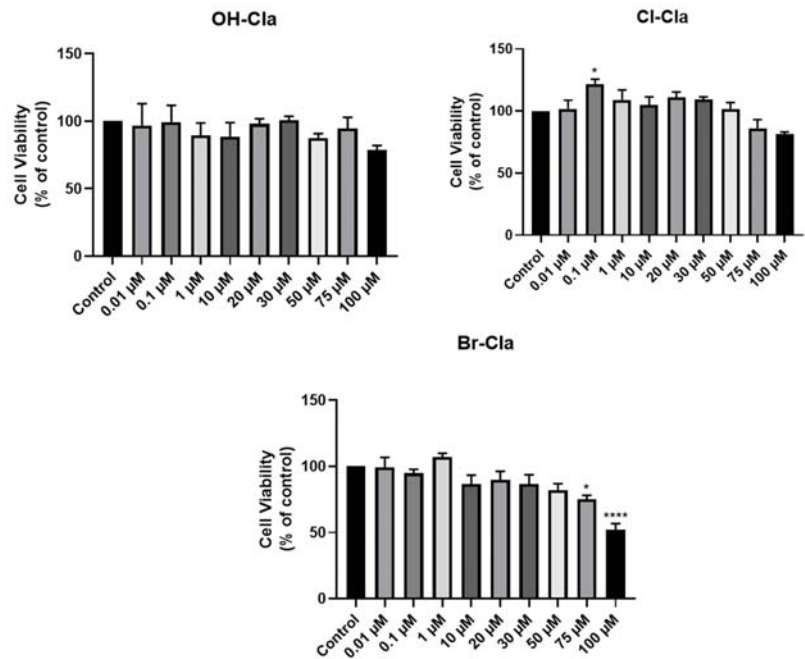 OH-Cla
Cell Viability
(% of control)
150
100
50
0
Control
0.01 µM
0.1 µM
1 µM
10 µM
20 µM
30 µM
50 µM
75 µM
100 µM
Cl-Cla
Cell Viability
(% of control)
150
100
50
0
*
Control
0.01 µM
0.1 µM
1 µM
10 µM
20 µM
30 µM
50 µM
75 µM
100 µM
Br-Cla
Cell Viability
(% of control)
150
100
50
0
*
****
Control
0.01 µM
0.1 µM
1 µM
10 µM
20 µM
30 µM
50 µM
75 µM
100 µM